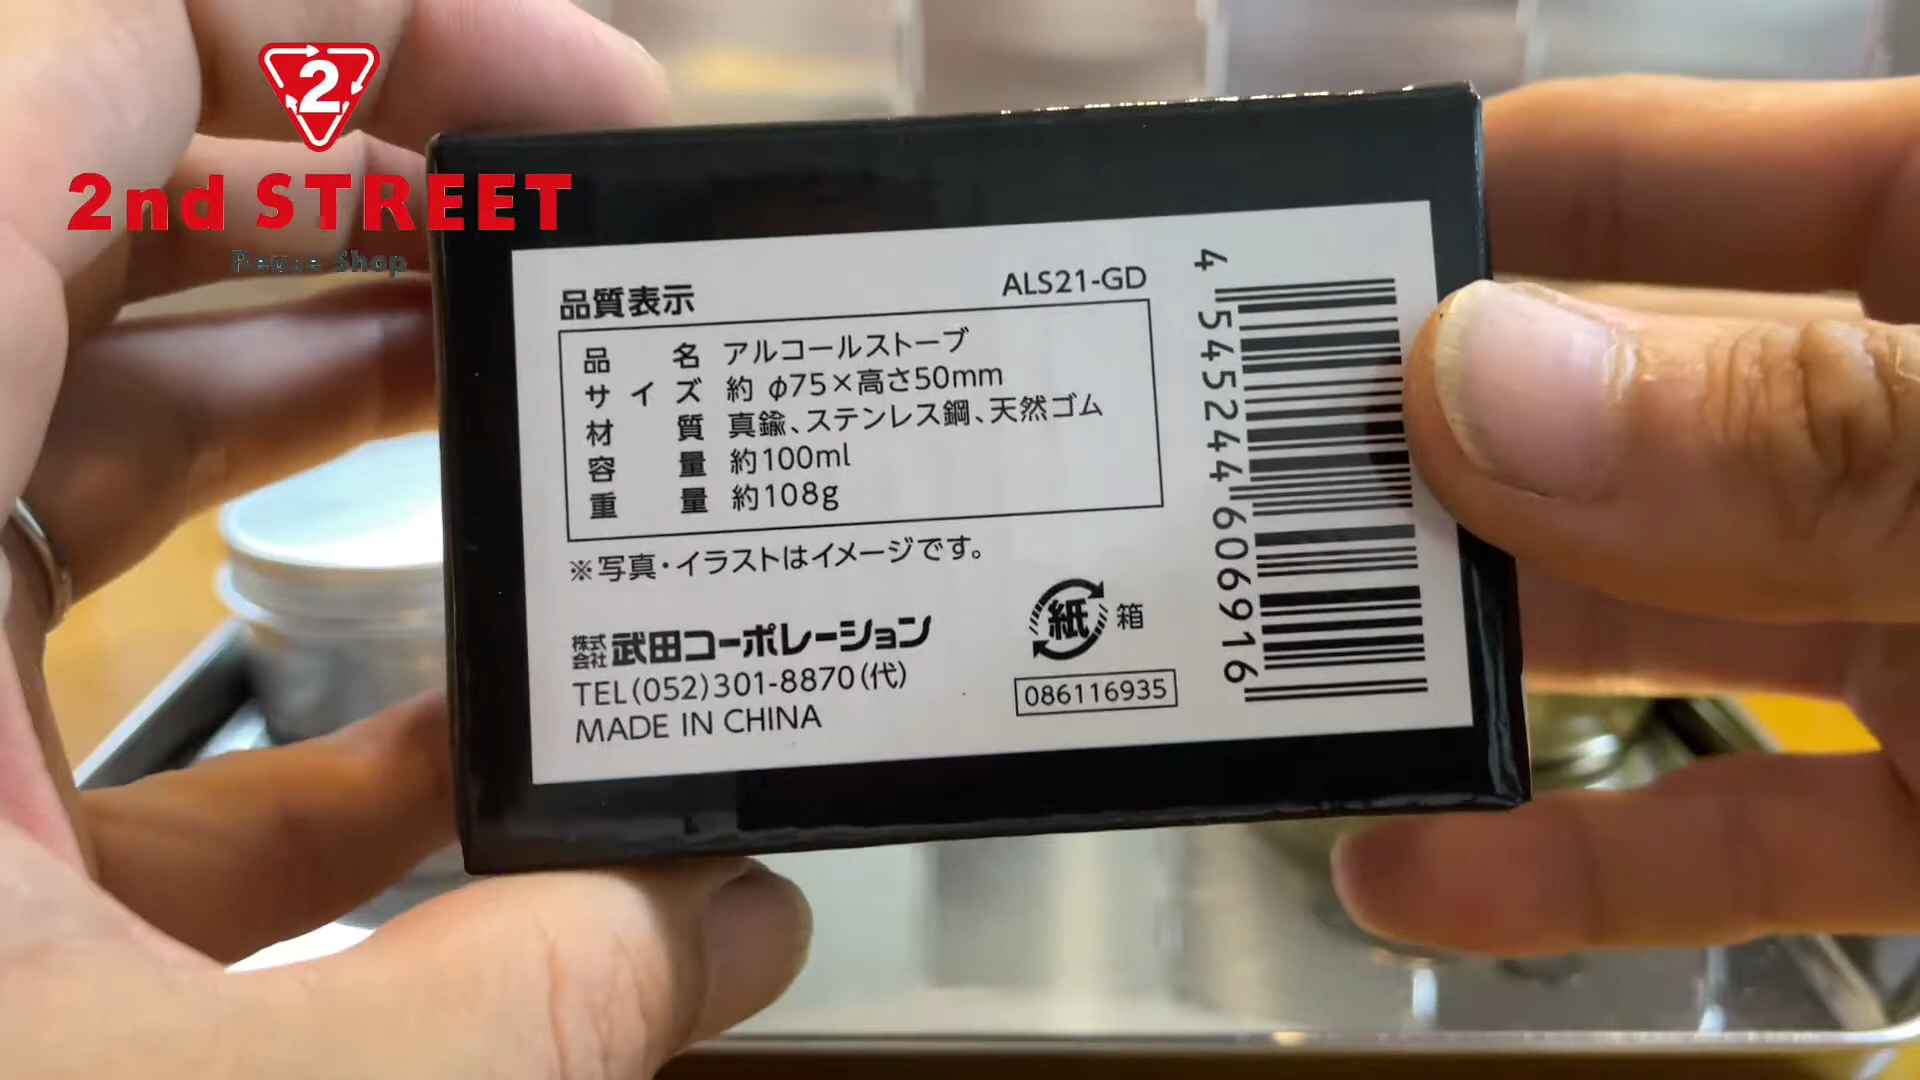 2
2nd STREET
Reuse Shop
品質表示
ALS21-GD
品名 アルコールストーブ
サイズ 約 φ75×高さ50mm
材質 真鍮、ステンレス鋼、天然ゴム
容量 約100ml
重量 約108g
※写真・イラストはイメージです。
株式会社 武田コーポレーション
TEL(052)301-8870(代)
MADE IN CHINA
紙 箱
086116935
4 545244 606916